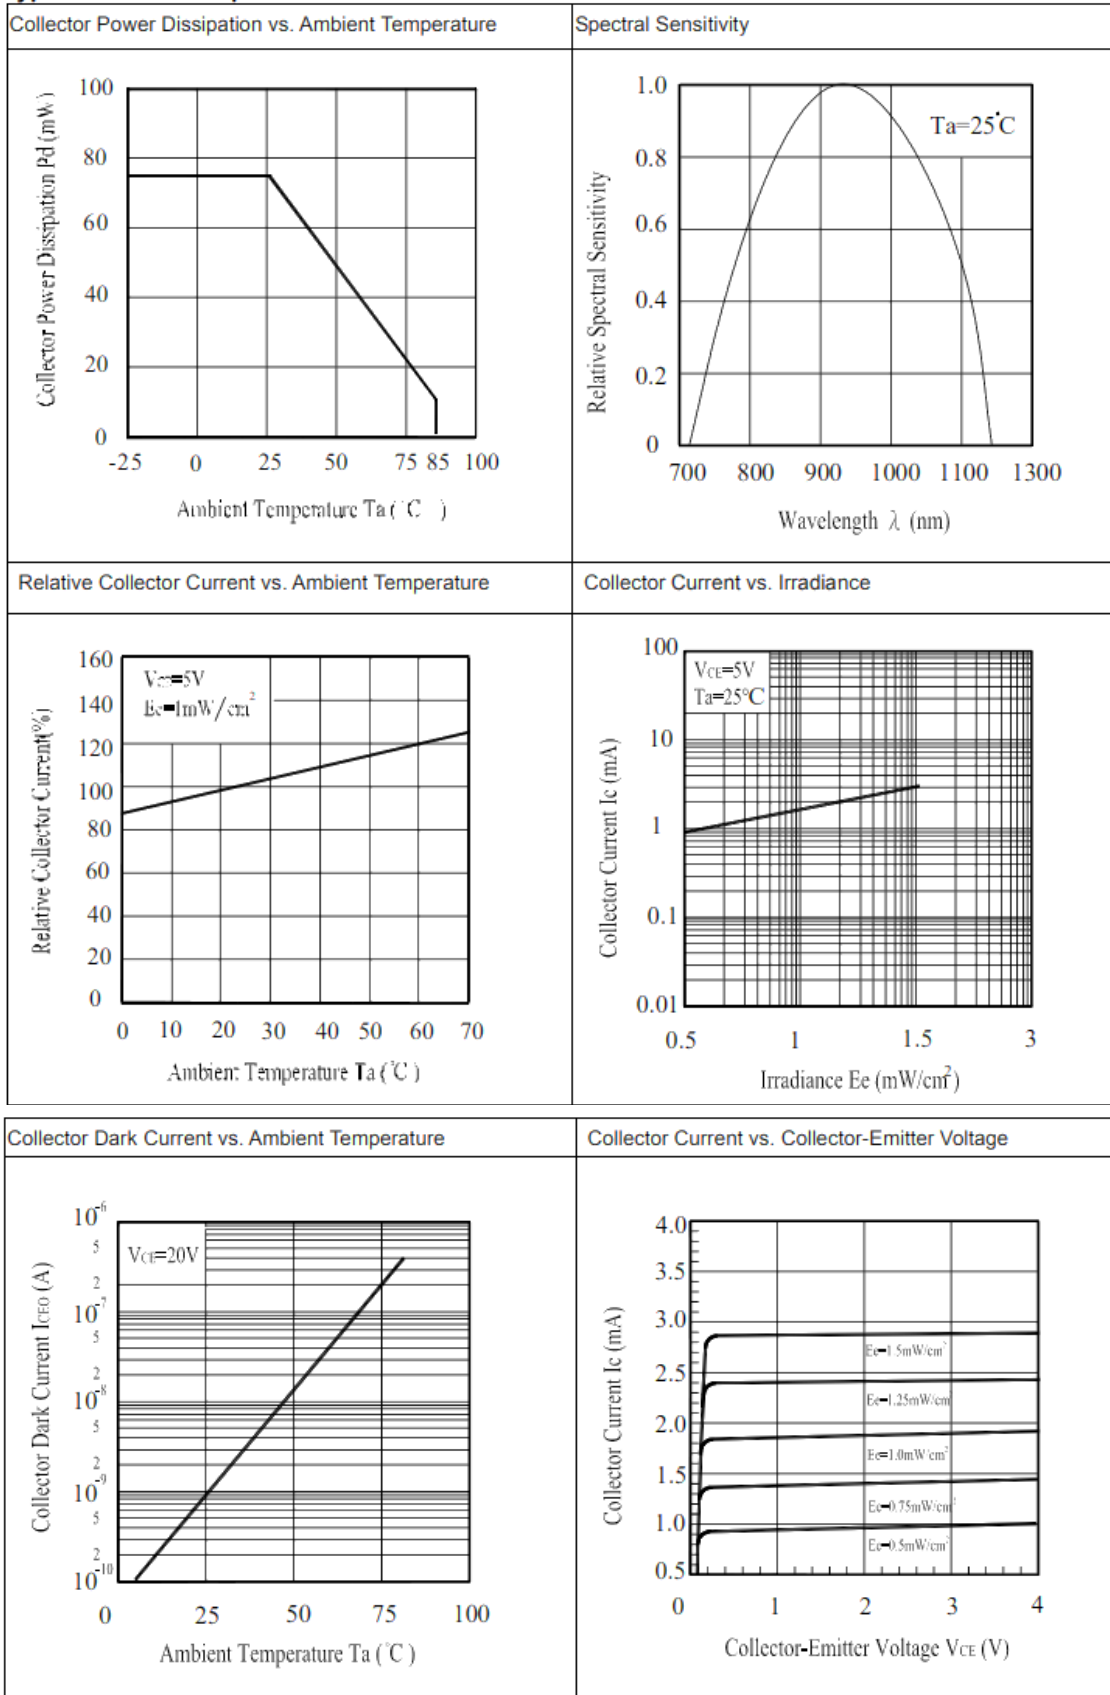 Collector Power Dissipation vs. Ambient Temperature
Spectral Sensitivity
100
80
60
40
20
0
-25 0 25 50 75 85 100
Collector Power Dissipation Pd (mW)
Ambient Temperature Ta (°C )
1.0
0.8
0.6
0.4
0.2
0
700 800 900 1000 1100 1300
Ta=25°C
Relative Spectral Sensitivity
Wavelength λ (nm)
Relative Collector Current vs. Ambient Temperature
Collector Current vs. Irradiance
160
140
120
100
80
60
40
20
0
0 10 20 30 40 50 60 70
=5V
Ee=1mW/cm²
Relative Collector Current(%)
Ambient Temperature Ta (°C )
100
10
1
0.1
0.01
0.5 1 1.5 3
VCE=5V
Ta=25°C
Collector Current Ic (mA)
Irradiance Ee (mW/cm²)
Collector Dark Current vs. Ambient Temperature
Collector Current vs. Collector-Emitter Voltage
10⁻⁶
5
2
10⁻⁷
5
2
10⁻⁸
5
2
10⁻⁹
5
2
10⁻¹⁰
0 25 50 75 100
VCE=20V
Collector Dark Current ICEO (A)
Ambient Temperature Ta (°C )
4.0
3.5
3.0
2.5
2.0
1.5
1.0
0.5
0 1 2 3 4
Ee=1.5mW/cm²
Ee=1.25mW/cm²
Ee=1.0mW/cm²
Ee=0.75mW/cm²
Ee=0.5mW/cm²
Collector Current Ic (mA)
Collector-Emitter Voltage VCE (V)